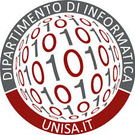 DIPARTIMENTO DI INFORMATICA
UNISA.IT